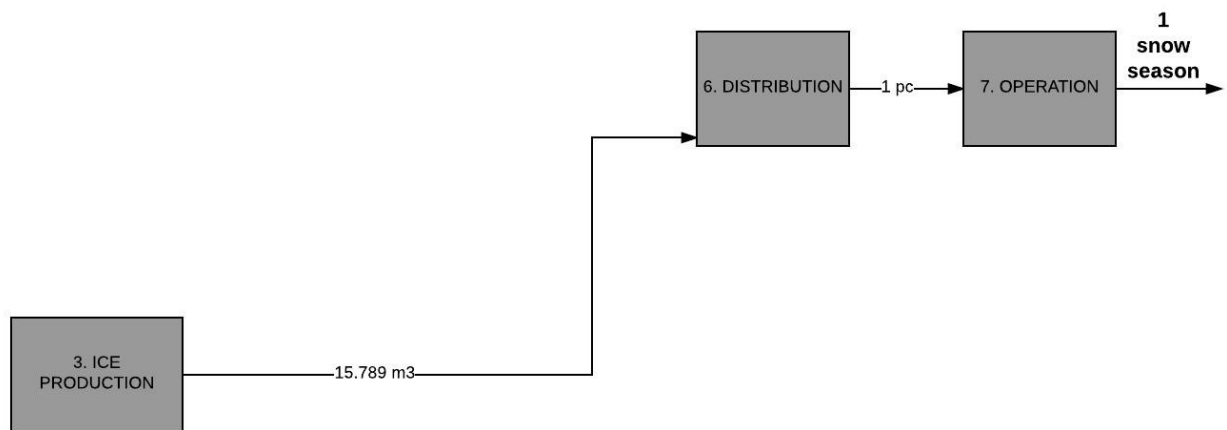 1
snow
season
6. DISTRIBUTION
1 pc
7. OPERATION
3. ICE
PRODUCTION
15.789 m3